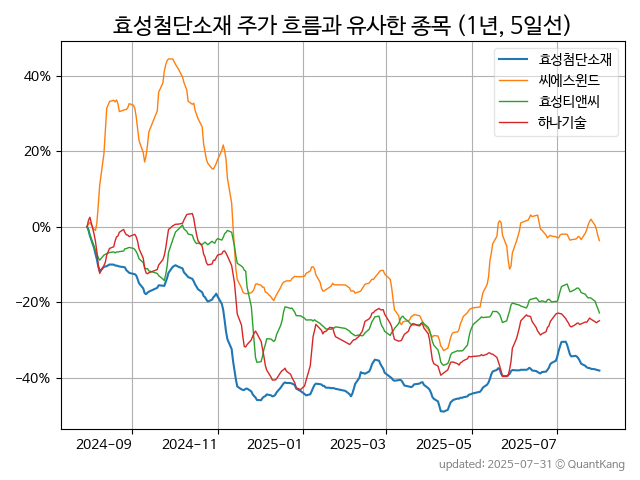 효성첨단소재 주가 흐름과 유사한 종목 (1년, 5일선)
효성첨단소재
씨에스윈드
효성티앤씨
하나기술
40%
20%
0%
−20%
−40%
2024-09
2024-11
2025-01
2025-03
2025-05
2025-07
updated: 2025-07-31 © QuantKang